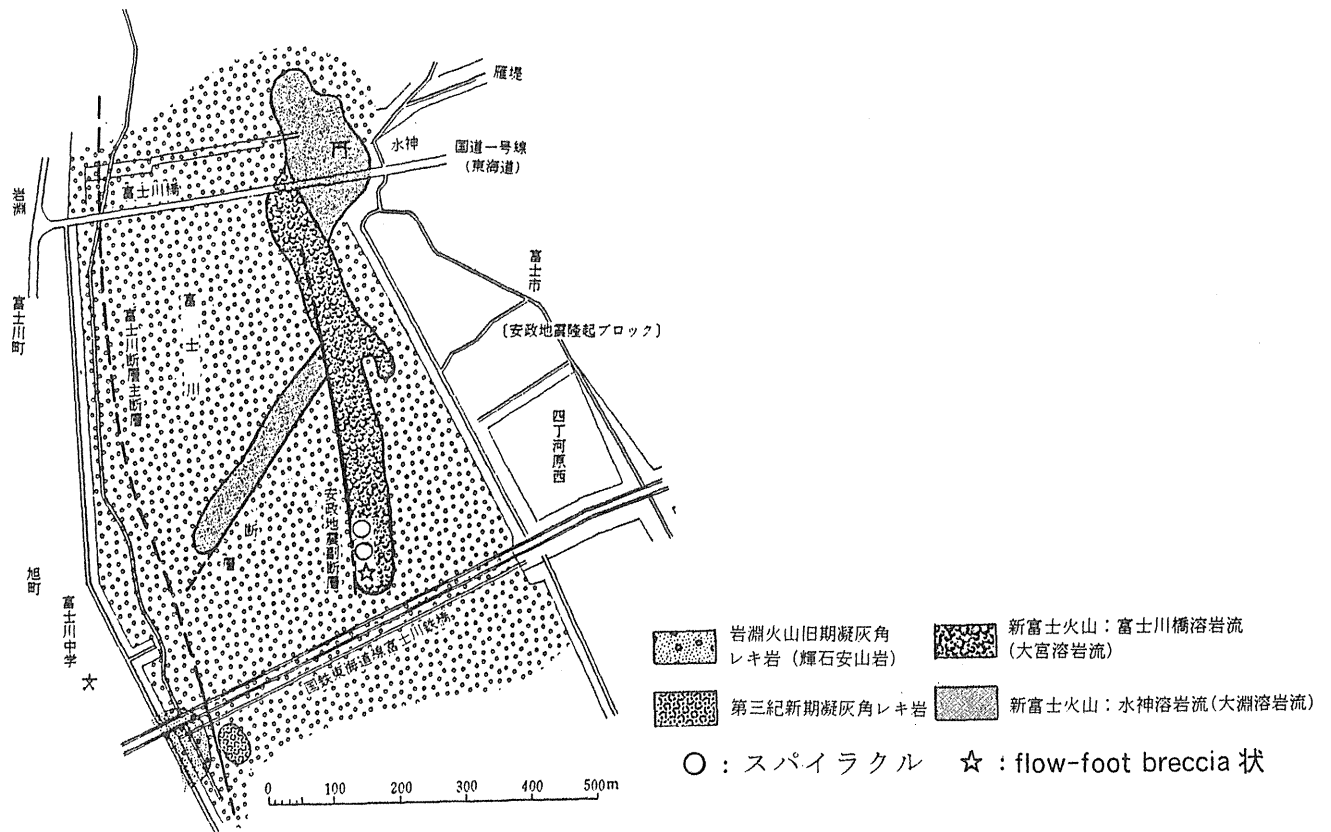 雁堤
水神
国道一号線
(東海道)
富士川橋
岩淵
富士川町
富士川断層主断層
富士川
富士市
〔安政地震隆起ブロック〕
四丁河原西
安政地震副断層
断層
旭町
富士川中学
文
国鉄東海道線富士川鉄橋
0 100 200 300 400 500m
岩淵火山旧期凝灰角
レキ岩（輝石安山岩）
新富士火山：富士川橋溶岩流
(大宮溶岩流)
第三紀新期凝灰角レキ岩
新富士火山：水神溶岩流(大淵溶岩流)
○：スパイラクル ☆：flow-foot breccia 状